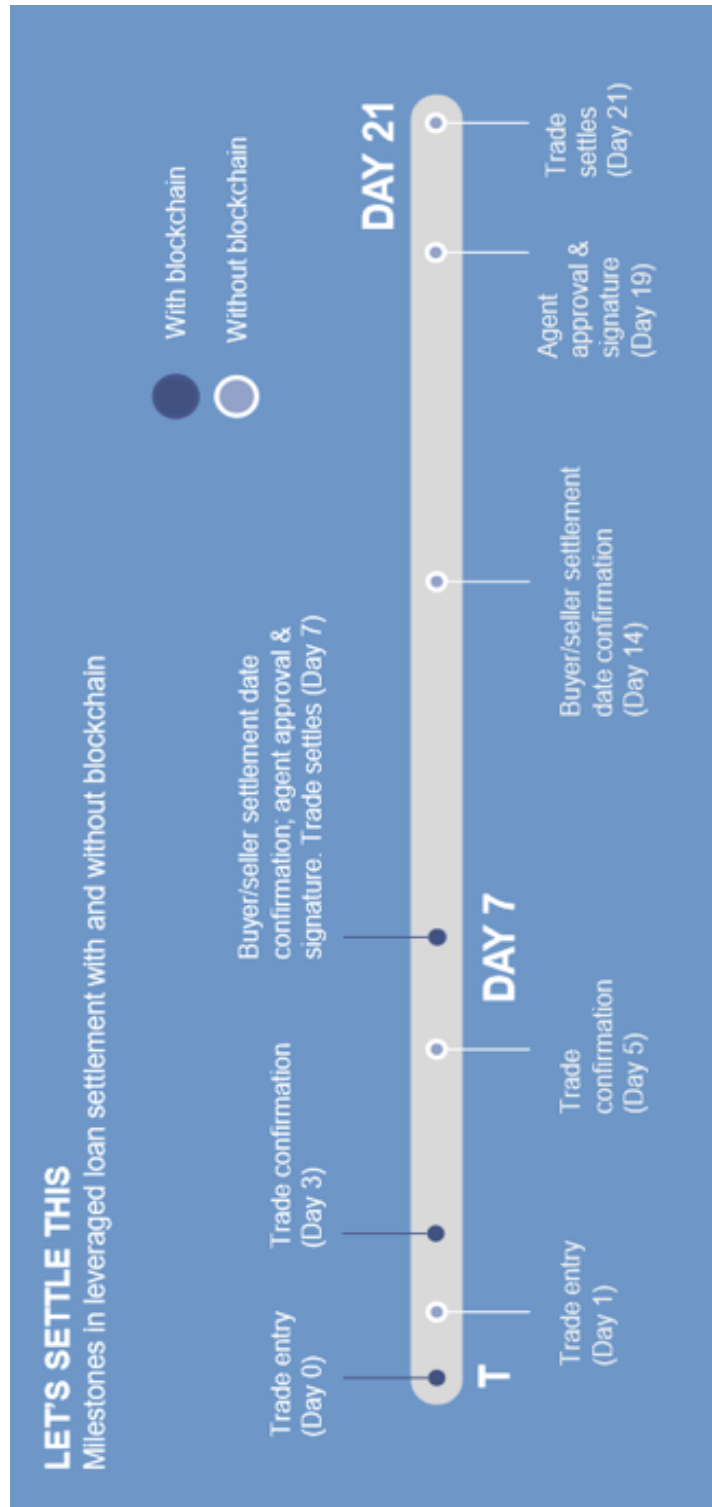 LET'S SETTLE THIS
Milestones in leveraged loan settlement with and without blockchain
With blockchain
Without blockchain
Trade entry
(Day 0)
Trade confirmation
(Day 3)
Buyer/seller settlement date
confirmation; agent approval &
signature. Trade settles (Day 7)
DAY 21
T
DAY 7
Trade entry
(Day 1)
Trade
confirmation
(Day 5)
Buyer/seller settlement
date confirmation
(Day 14)
Agent
approval &
signature
(Day 19)
Trade
settles
(Day 21)